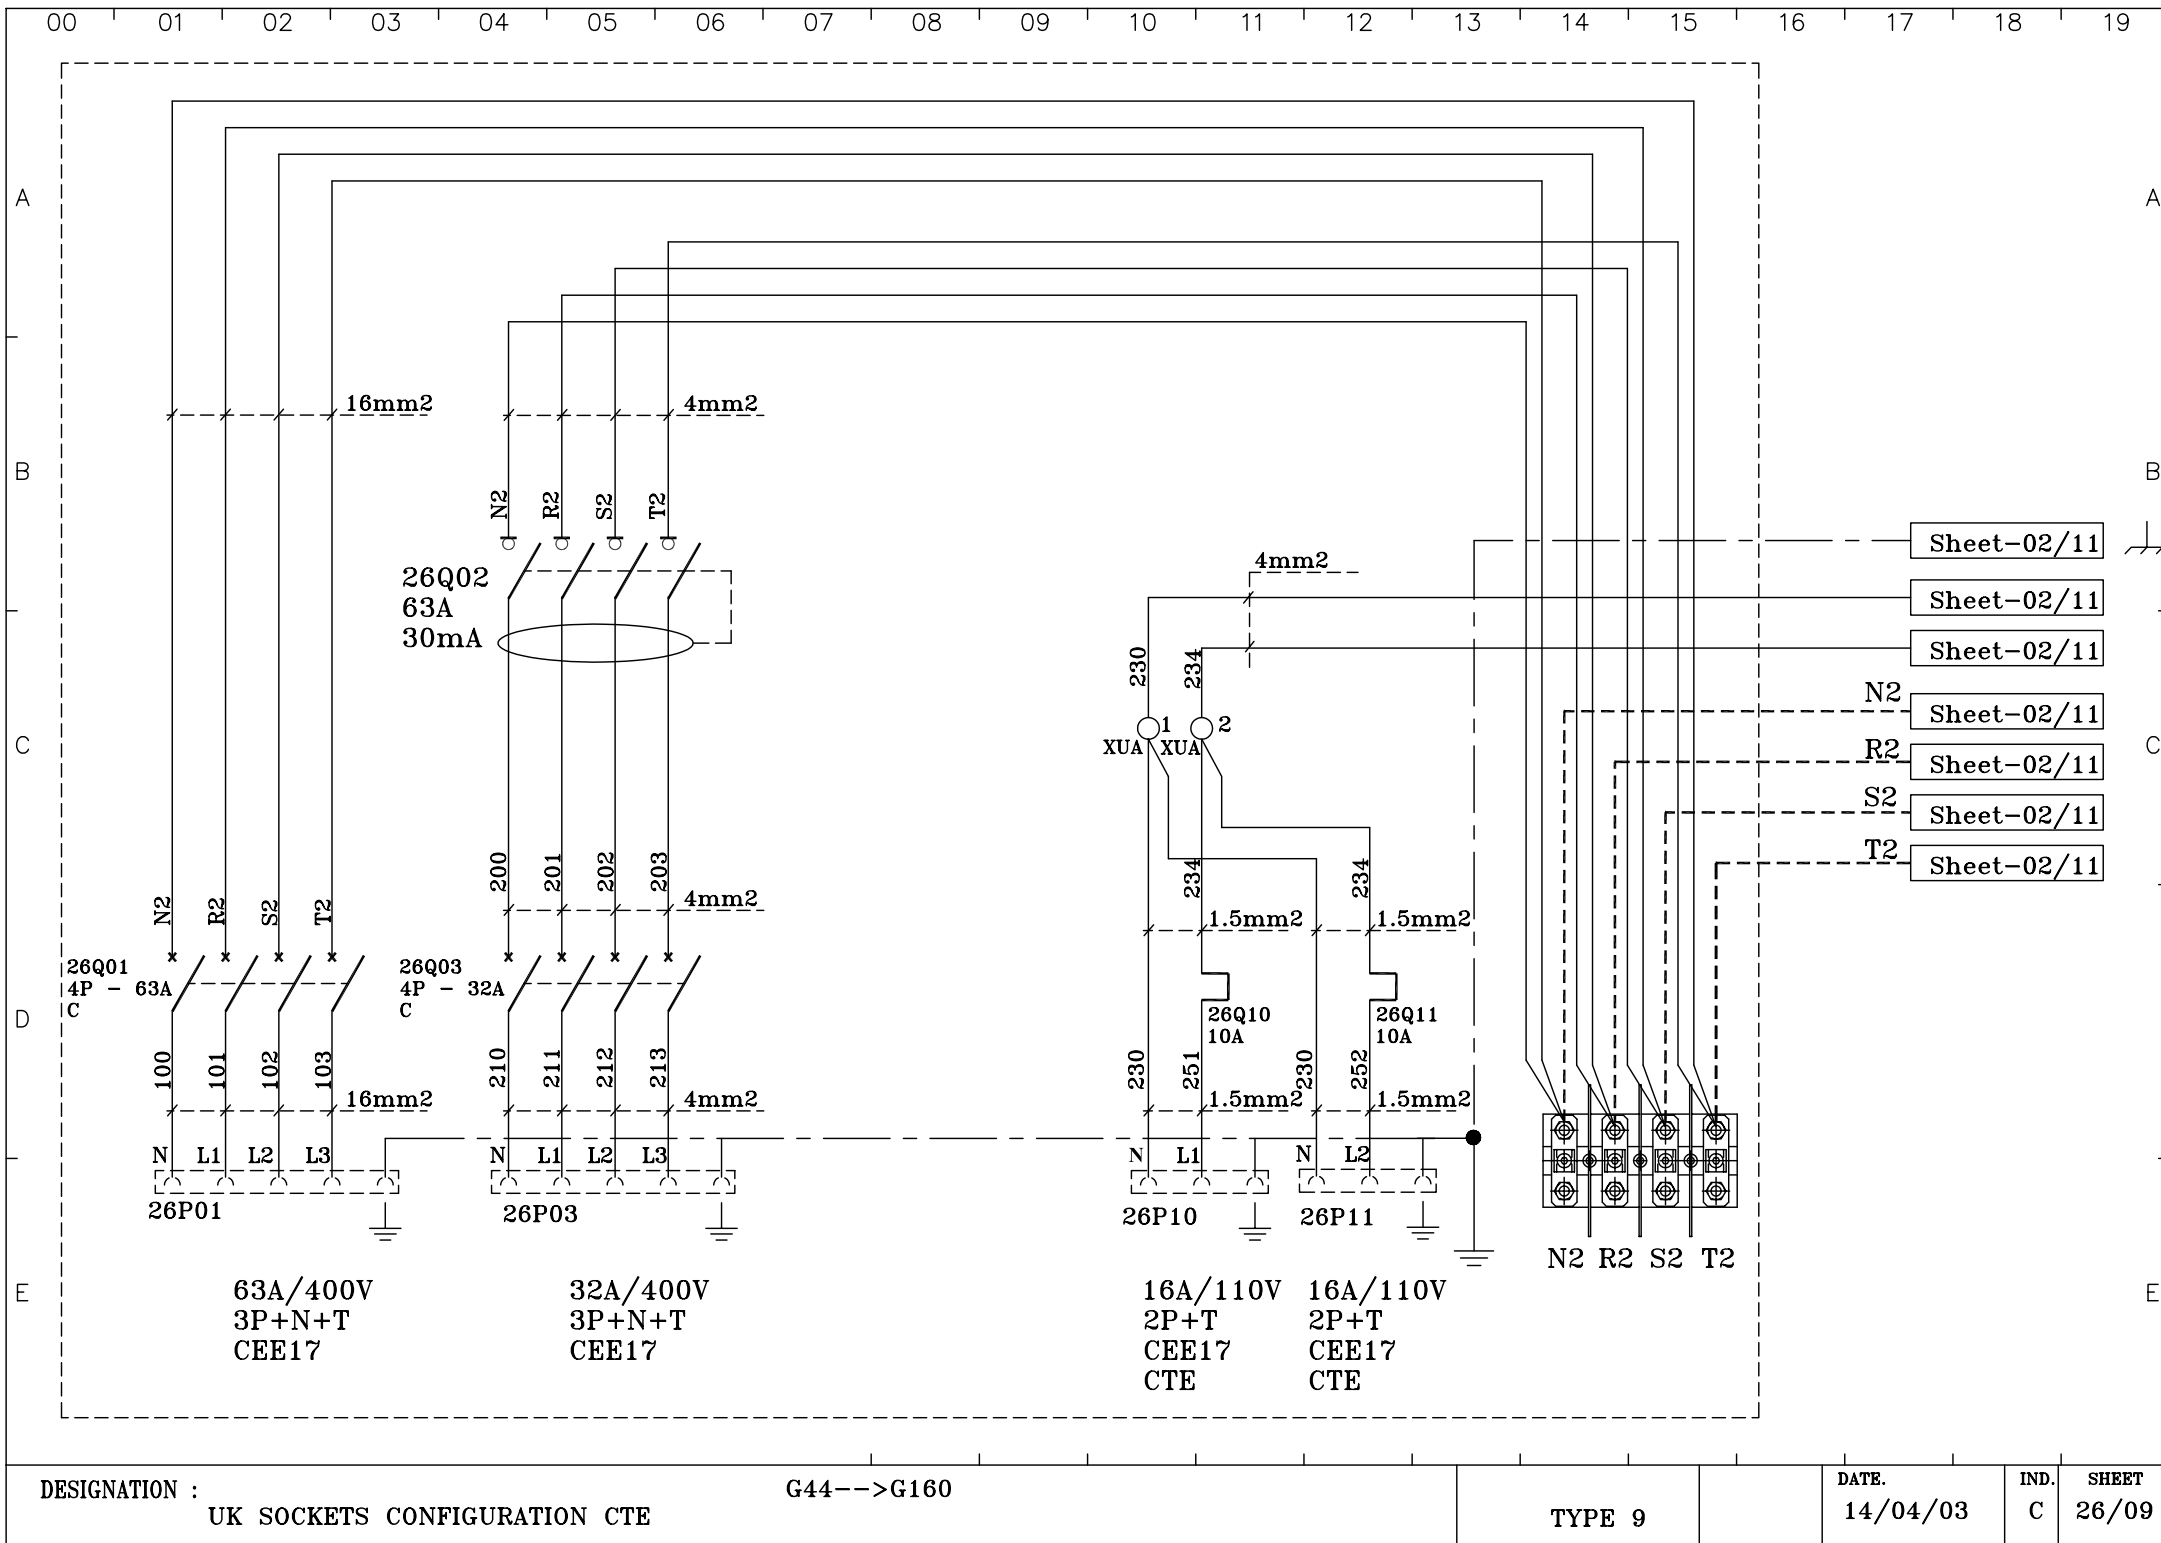 00 01 02 03 04 05 06 07 08 09 10 11 12 13 14 15 16 17 18 19
A A
16mm2 4mm2
B B
N2 R2 S2 T2
Sheet-02/11
4mm2
26Q02
63A
30mA
Sheet-02/11
Sheet-02/11
230 234
N2 Sheet-02/11
1 2
XUA XUA
C C
R2 Sheet-02/11
S2 Sheet-02/11
T2 Sheet-02/11
200 201 202 203
234 234
4mm2
N2 R2 S2 T2
1.5mm2 1.5mm2
26Q01
4P - 63A
C
26Q03
4P - 32A
C
D
26Q10
10A
26Q11
10A
100 101 102 103
210 211 212 213
230 251 230 252
16mm2 4mm2 1.5mm2 1.5mm2
N L1 L2 L3 N L1 L2 L3 N L1 N L2
26P01 26P03 26P10 26P11
N2 R2 S2 T2
E E
63A/400V
3P+N+T
CEE17
32A/400V
3P+N+T
CEE17
16A/110V
2P+T
CEE17
CTE
16A/110V
2P+T
CEE17
CTE
DESIGNATION :
UK SOCKETS CONFIGURATION CTE
G44-->G160
TYPE 9
DATE.
14/04/03
IND.
C
SHEET
26/09